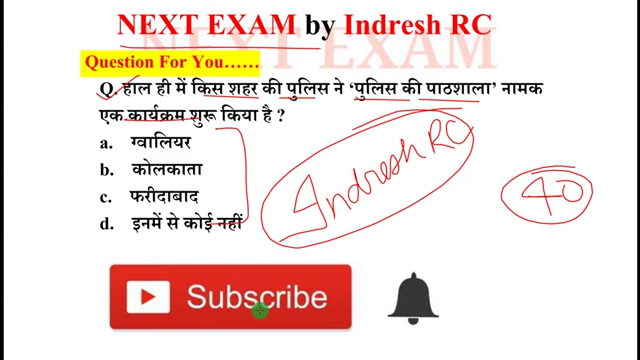 NEXT EXAM by Indresh RC
Question For You......
Q. हाल ही में किस शहर की पुलिस ने ‘पुलिस की पाठशाला’ नामक
एक कार्यक्रम शुरू किया है ?
a. ग्वालियर
b. कोलकाता
c. फरीदाबाद
d. इनमें से कोई नहीं
Indresh RC
40
Subscribe